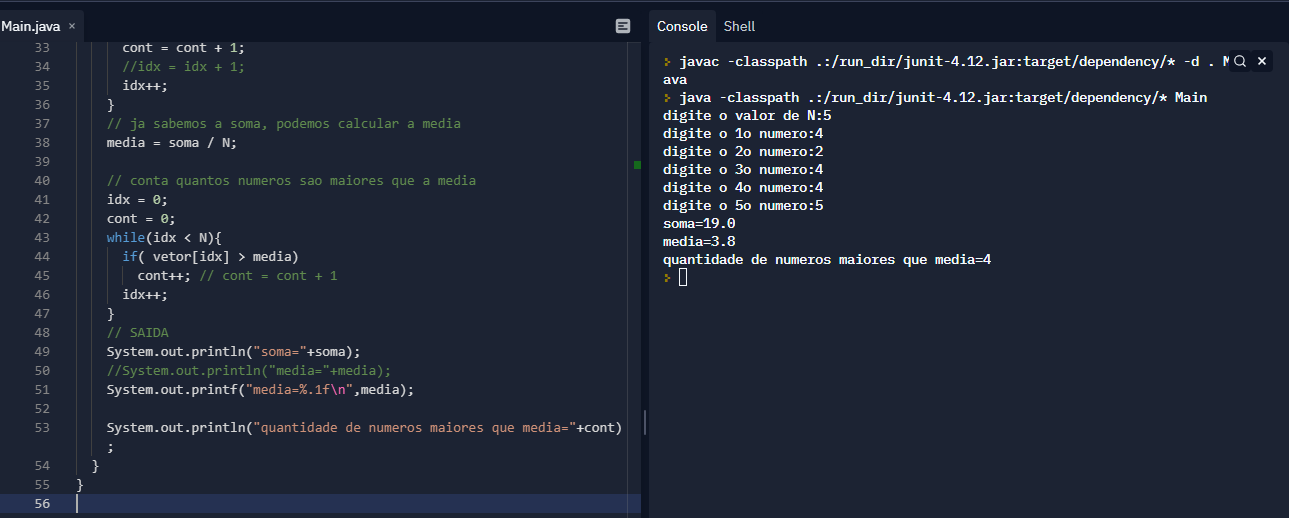 Main.java ×
33 cont = cont + 1;
34 //idx = idx + 1;
35 idx++;
36 }
37 // ja sabemos a soma, podemos calcular a media
38 media = soma / N;
39
40 // conta quantos numeros sao maiores que a media
41 idx = 0;
42 cont = 0;
43 while(idx < N){
44 if( vetor[idx] > media)
45 cont++; // cont = cont + 1
46 idx++;
47 }
48 // SAIDA
49 System.out.println("soma="+soma);
50 //System.out.println("media="+media);
51 System.out.printf("media=%.1f\n",media);
52
53 System.out.println("quantidade de numeros maiores que media="+cont)
;
54 }
55 }
56
Console Shell
> javac -classpath .:/run_dir/junit-4.12.jar:target/dependency/* -d . M
ava
> java -classpath .:/run_dir/junit-4.12.jar:target/dependency/* Main
digite o valor de N:5
digite o 1o numero:4
digite o 2o numero:2
digite o 3o numero:4
digite o 4o numero:4
digite o 5o numero:5
soma=19.0
media=3.8
quantidade de numeros maiores que media=4
>